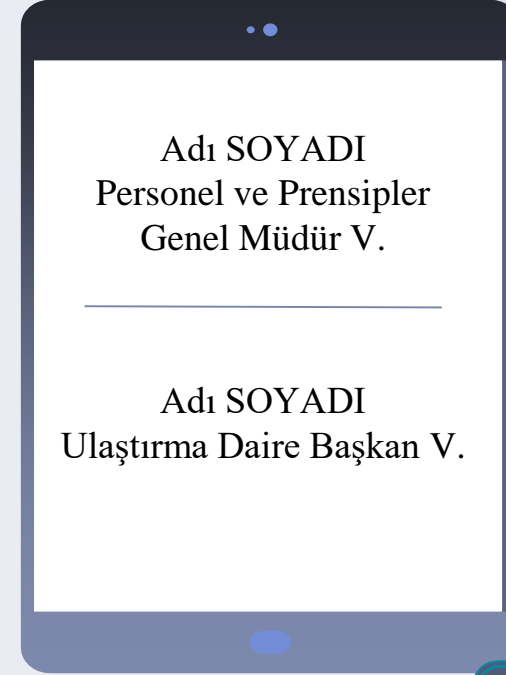 Adı SOYADI
Personel ve Prensipler
Genel Müdür V.
Adı SOYADI
Ulaştırma Daire Başkan V.